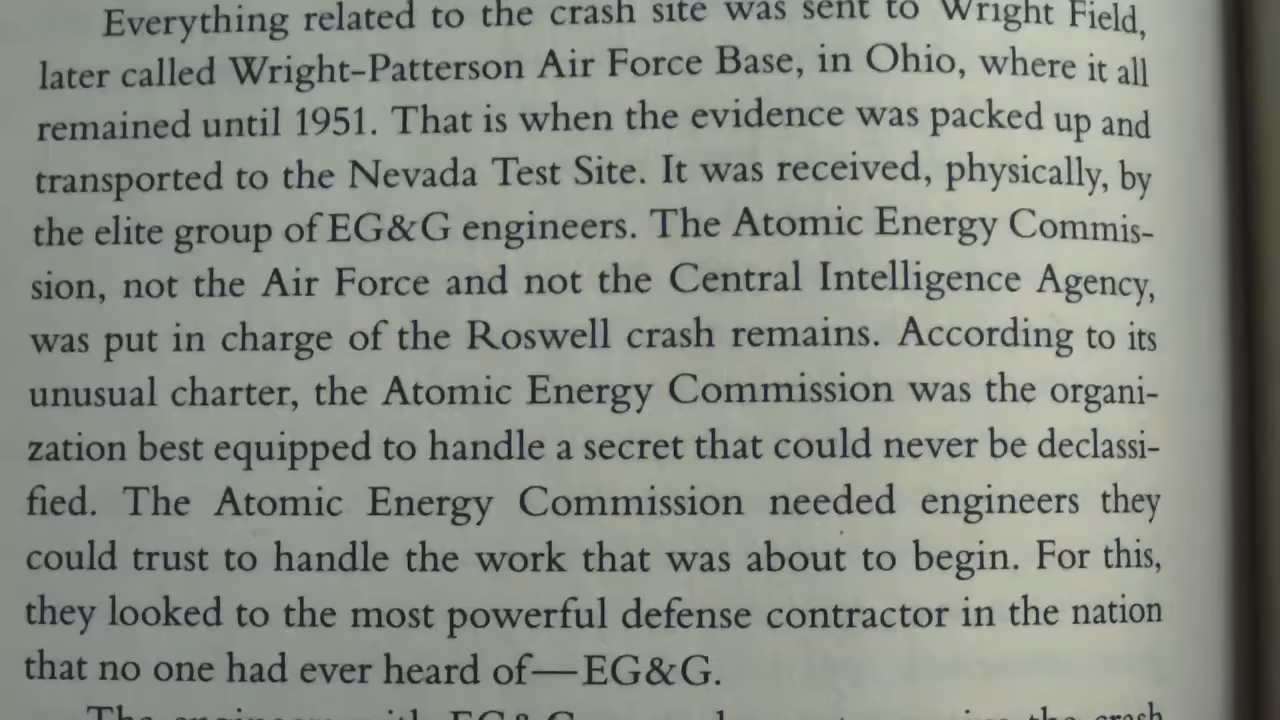 Everything related to the crash site was sent to Wright Field,
later called Wright-Patterson Air Force Base, in Ohio, where it all
remained until 1951. That is when the evidence was packed up and
transported to the Nevada Test Site. It was received, physically, by
the elite group of EG&G engineers. The Atomic Energy Commis-
sion, not the Air Force and not the Central Intelligence Agency,
was put in charge of the Roswell crash remains. According to its
unusual charter, the Atomic Energy Commission was the organi-
zation best equipped to handle a secret that could never be declassi-
fied. The Atomic Energy Commission needed engineers they
could trust to handle the work that was about to begin. For this,
they looked to the most powerful defense contractor in the nation
that no one had ever heard of—EG&G.
The engineers with EG&G the crash